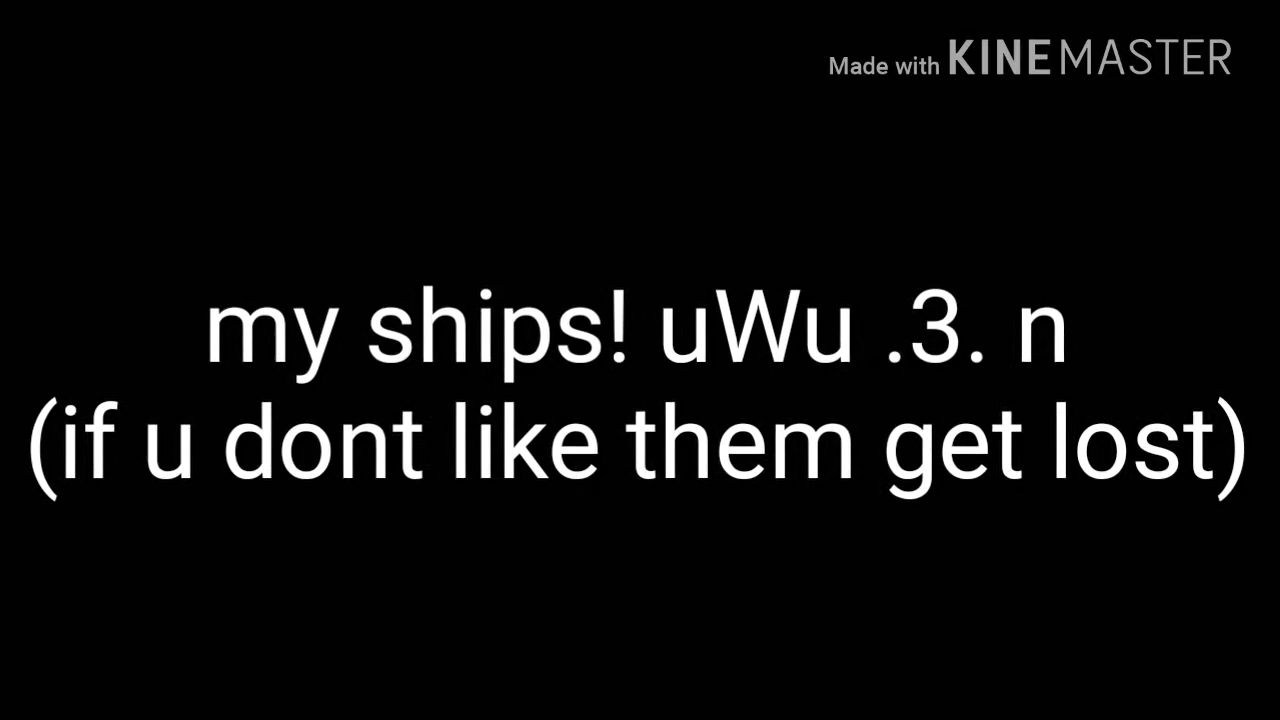 Made with KINEMASTER
my ships! uWu .3. n
(if u dont like them get lost)